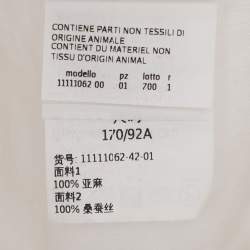 CONTIENE PARTI NON TESSILI DI
ORIGINE ANIMALE
CONTIENT DU MATERIEL NON
TISSU D'ORIGIN ANIMAL
modello pz lotto r
11111062 00 01 700 1
170/92A
货号: 11111062-42-01
面料1
100% 亚麻
面料2
100% 桑蚕丝